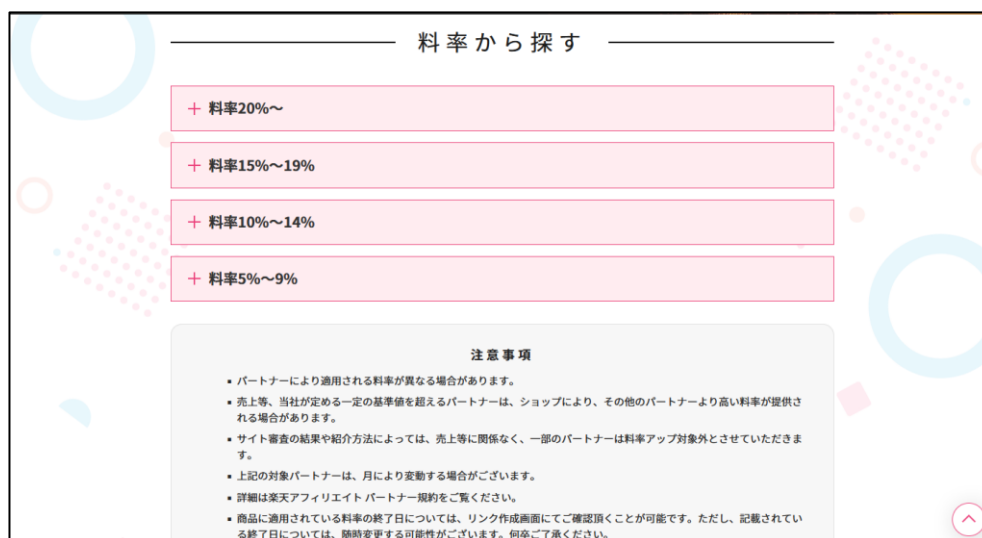 料率から探す
＋ 料率20%〜
＋ 料率15%〜19%
＋ 料率10%〜14%
＋ 料率5%〜9%
注意事項
▪ パートナーにより適用される料率が異なる場合があります。
▪ 売上等、当社が定める一定の基準値を超えるパートナーは、ショップにより、その他のパートナーより高い料率が提供さ
れる場合があります。
▪ サイト審査の結果や紹介方法によっては、売上等に関係なく、一部のパートナーは料率アップ対象外とさせていただきま
す。
▪ 上記の対象パートナーは、月により変動する場合がございます。
▪ 詳細は楽天アフィリエイト パートナー規約をご覧ください。
▪ 商品に適用されている料率の終了日については、リンク作成画面にてご確認頂くことが可能です。ただし、記載されてい
る終了日については、随時変更する可能性がございます。何卒ご了承ください。